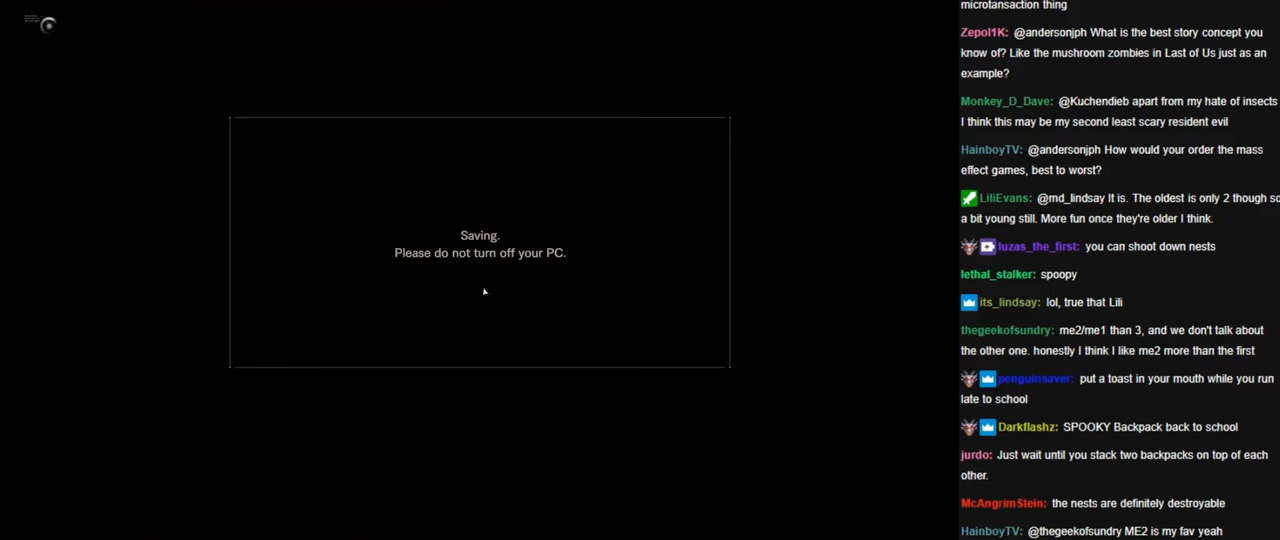 Saving.
Please do not turn off your PC.
microtansaction thing
Zepol1K: @andersonjph What is the best story concept you
know of? Like the mushroom zombies in Last of Us just as an
example?
Monkey_D_Dave: @Kuchendieb apart from my hate of insects
I think this may be my second least scary resident evil
HainboyTV: @andersonjph How would your order the mass
effect games, best to worst?
LiliEvans: @md_lindsay It is. The oldest is only 2 though so
a bit young still. More fun once they're older I think.
luzas_the_first: you can shoot down nests
lethal_stalker: spoopy
its_lindsay: lol, true that Lili
thegeekofsundry: me2/me1 than 3, and we don't talk about
the other one. honestly I think I like me2 more than the first
penguinsaver: put a toast in your mouth while you run
late to school
Darkflashz: SPOOKY Backpack back to school
jurdo: Just wait until you stack two backpacks on top of each
other.
McAngrimStein: the nests are definitely destroyable
HainboyTV: @thegeekofsundry ME2 is my fav yeah